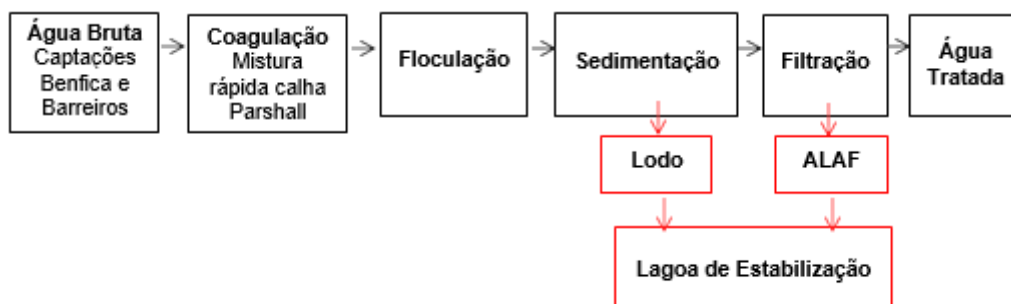 Água Bruta
Captações
Benfica e
Barreiros
Coagulação
Mistura
rápida calha
Parshall
Floculação
Sedimentação
Filtração
Água
Tratada
Lodo
ALAF
Lagoa de Estabilização